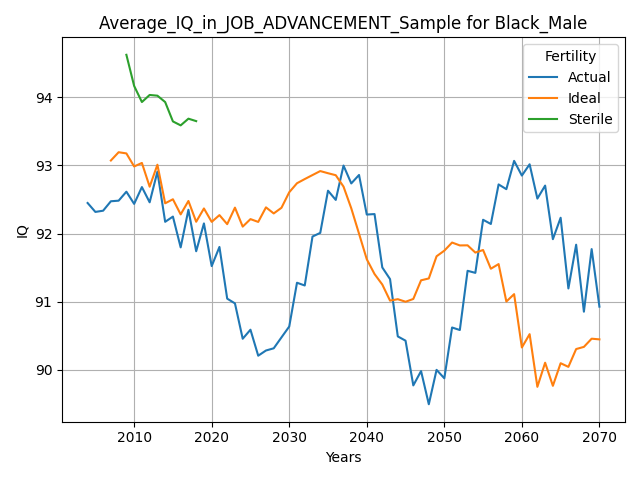 Average_IQ_in_JOB_ADVANCEMENT_Sample for Black_Male
Fertility
Actual
Ideal
Sterile
IQ
94
93
92
91
90
2010 2020 2030 2040 2050 2060 2070
Years